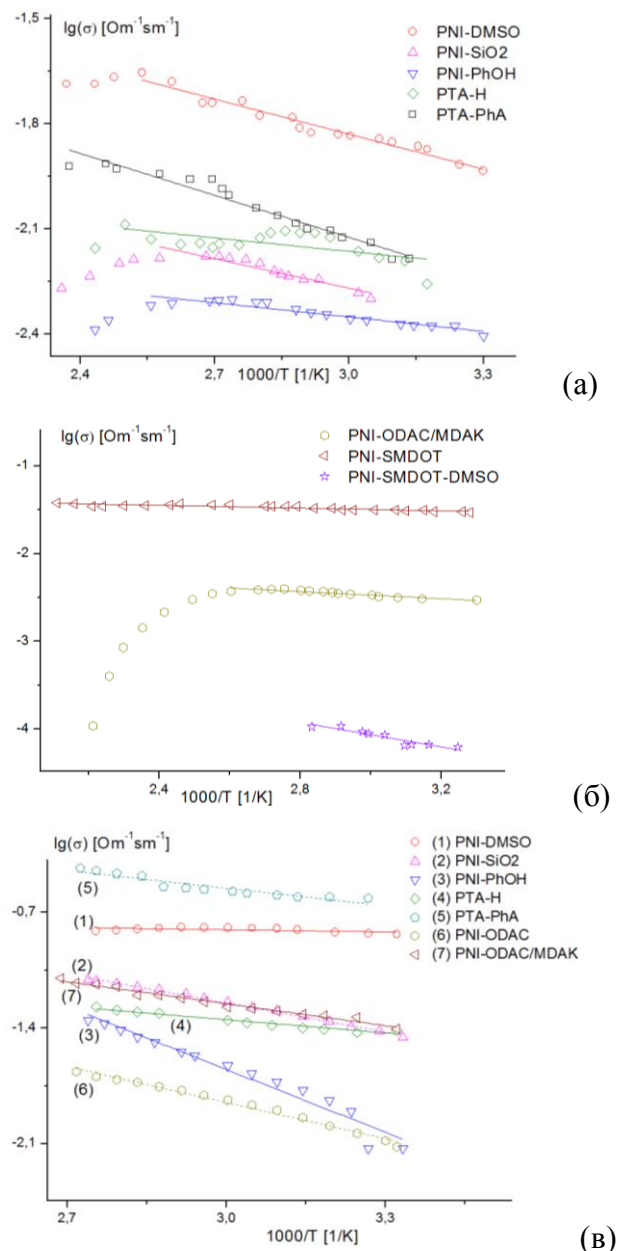 -1,5
lg(σ) [Om⁻¹sm⁻¹]
PNI-DMSO
PNI-SiO2
PNI-PhOH
PTA-H
PTA-PhA
-1,8
-2,1
-2,4
2,4 2,7 3,0 3,3
1000/T [1/K]
(а)
lg(σ) [Om⁻¹sm⁻¹]
PNI-ODAC/MDAK
PNI-SMDOT
PNI-SMDOT-DMSO
-1
-2
-3
-4
2,4 2,8 3,2
1000/T [1/K]
(б)
lg(σ) [Om⁻¹sm⁻¹]
(1) PNI-DMSO
(2) PNI-SiO2
(3) PNI-PhOH
(4) PTA-H
(5) PTA-PhA
(6) PNI-ODAC
(7) PNI-ODAC/MDAK
-0,7
-1,4
-2,1
(5)
(1)
(2)
(7)
(4)
(3)
(6)
2,7 3,0 3,3
1000/T [1/K]
(в)